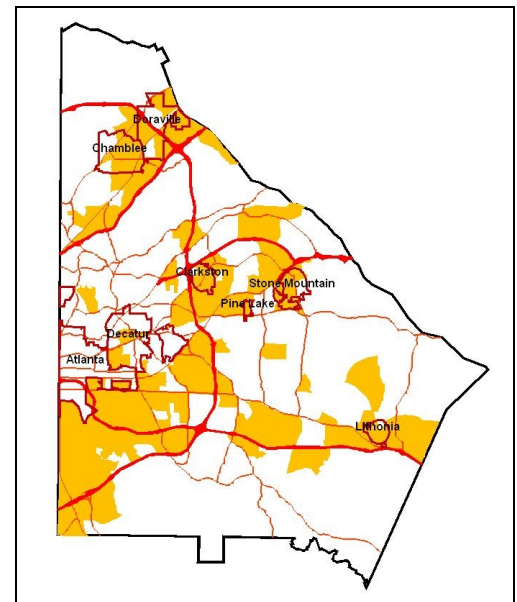 Doraville
Chamblee
Clarkston
Stone Mountain
Pine Lake
Decatur
Atlanta
Lithonia